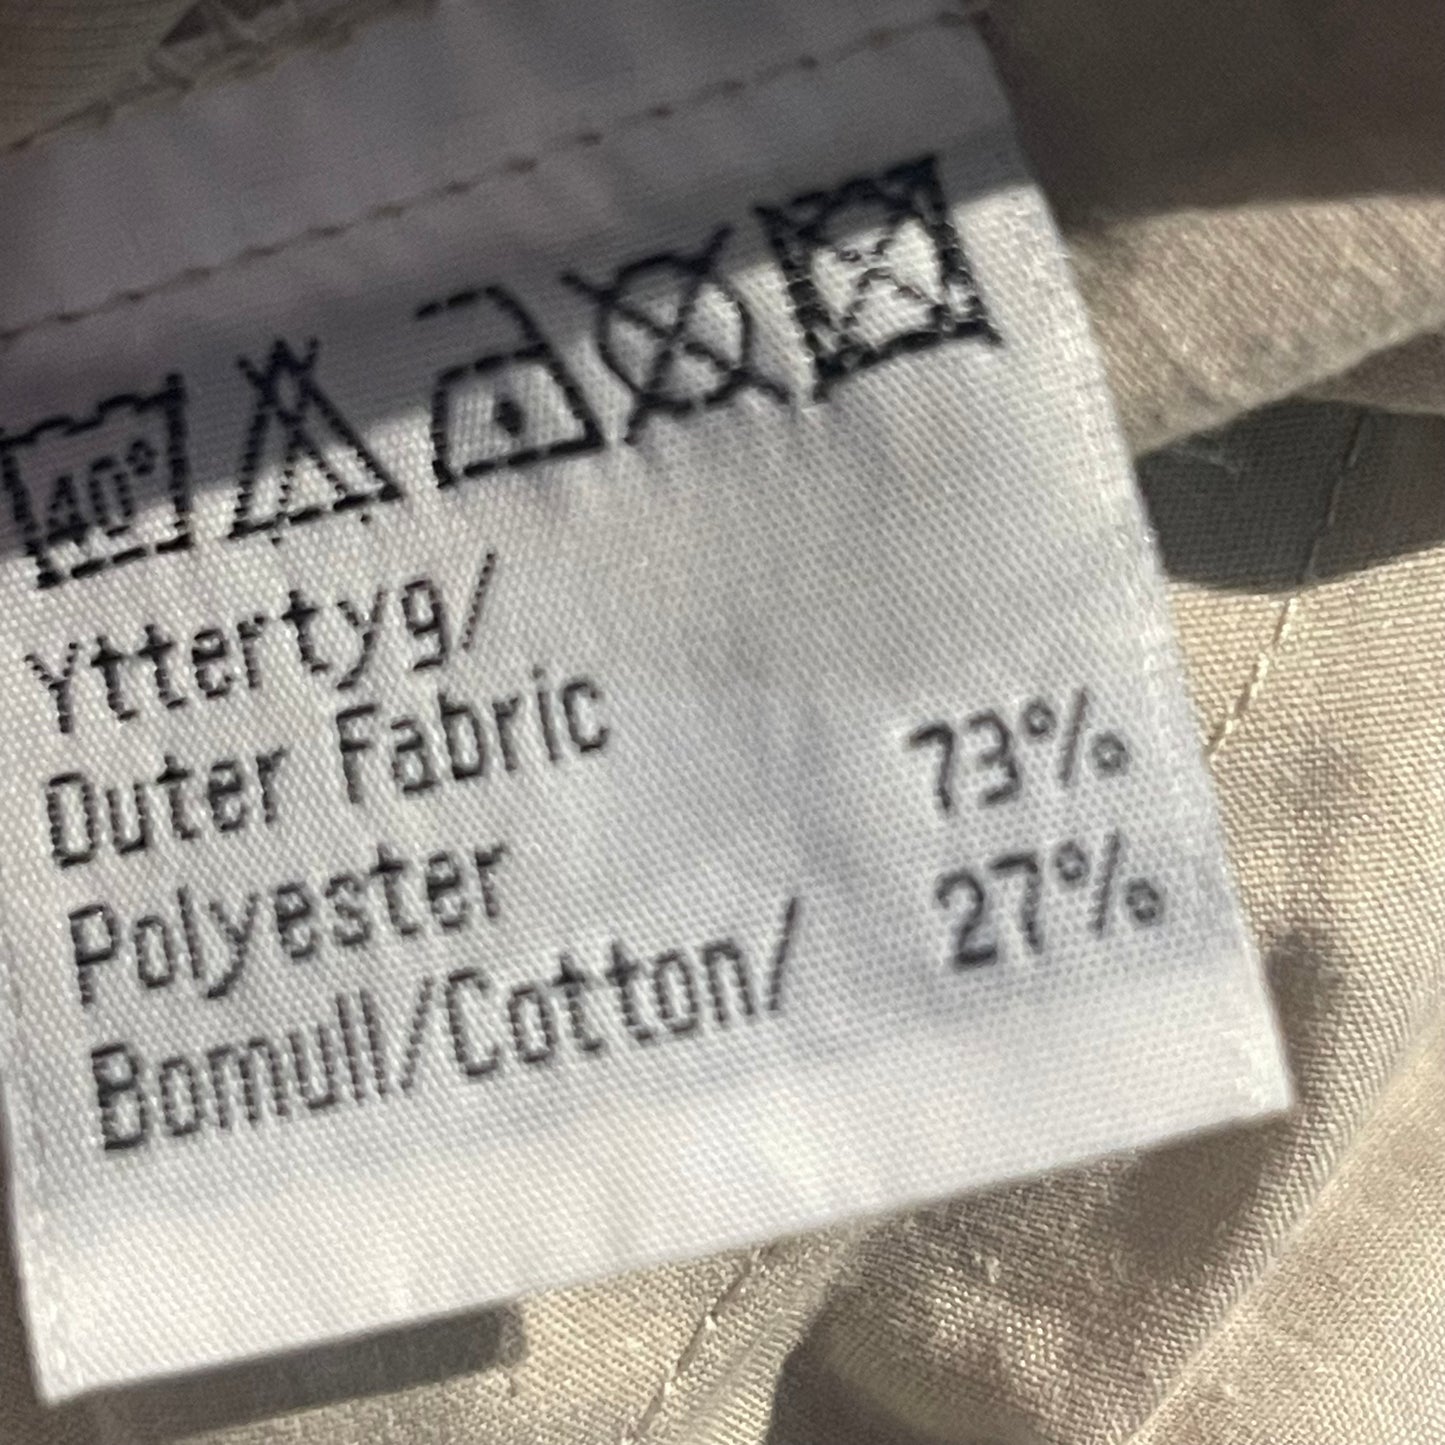 40°
Yttertyg/
Outer Fabric
Polyester 73%
Bomull/Cotton/ 27%